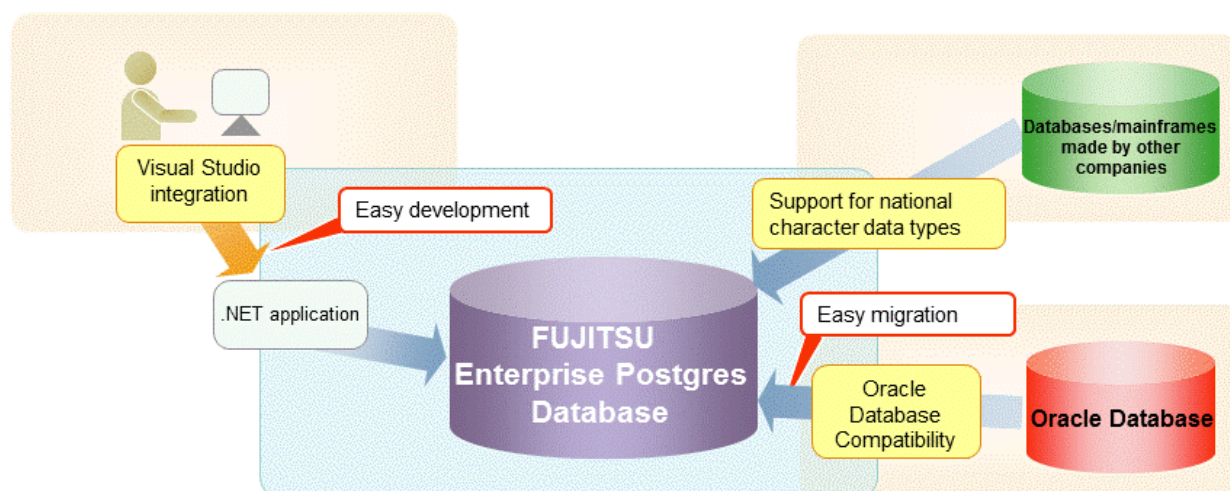 Visual Studio
integration
Easy development
.NET application
FUJITSU
Enterprise Postgres
Database
Databases/mainframes
made by other
companies
Support for national
character data types
Easy migration
Oracle
Database
Compatibility
Oracle Database